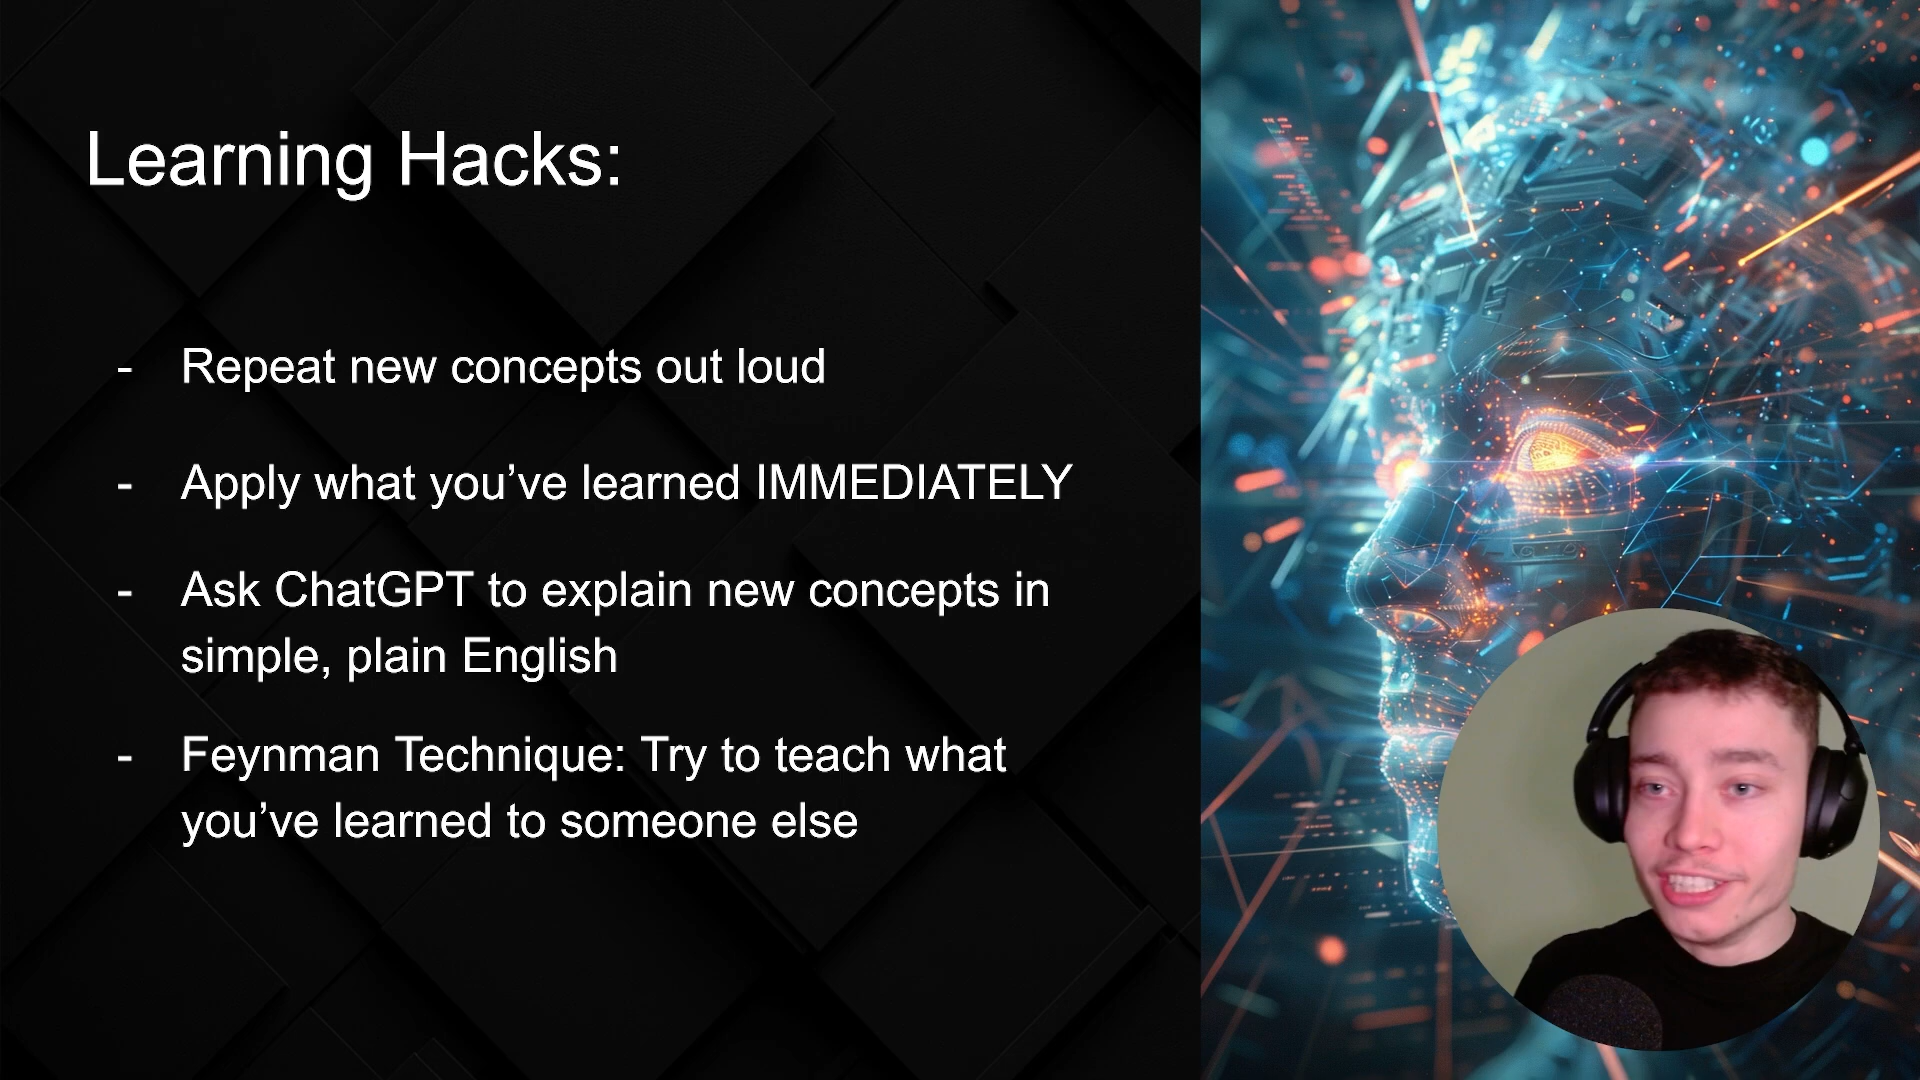 Learning Hacks:
- Repeat new concepts out loud
- Apply what you’ve learned IMMEDIATELY
- Ask ChatGPT to explain new concepts in
simple, plain English
- Feynman Technique: Try to teach what
you’ve learned to someone else